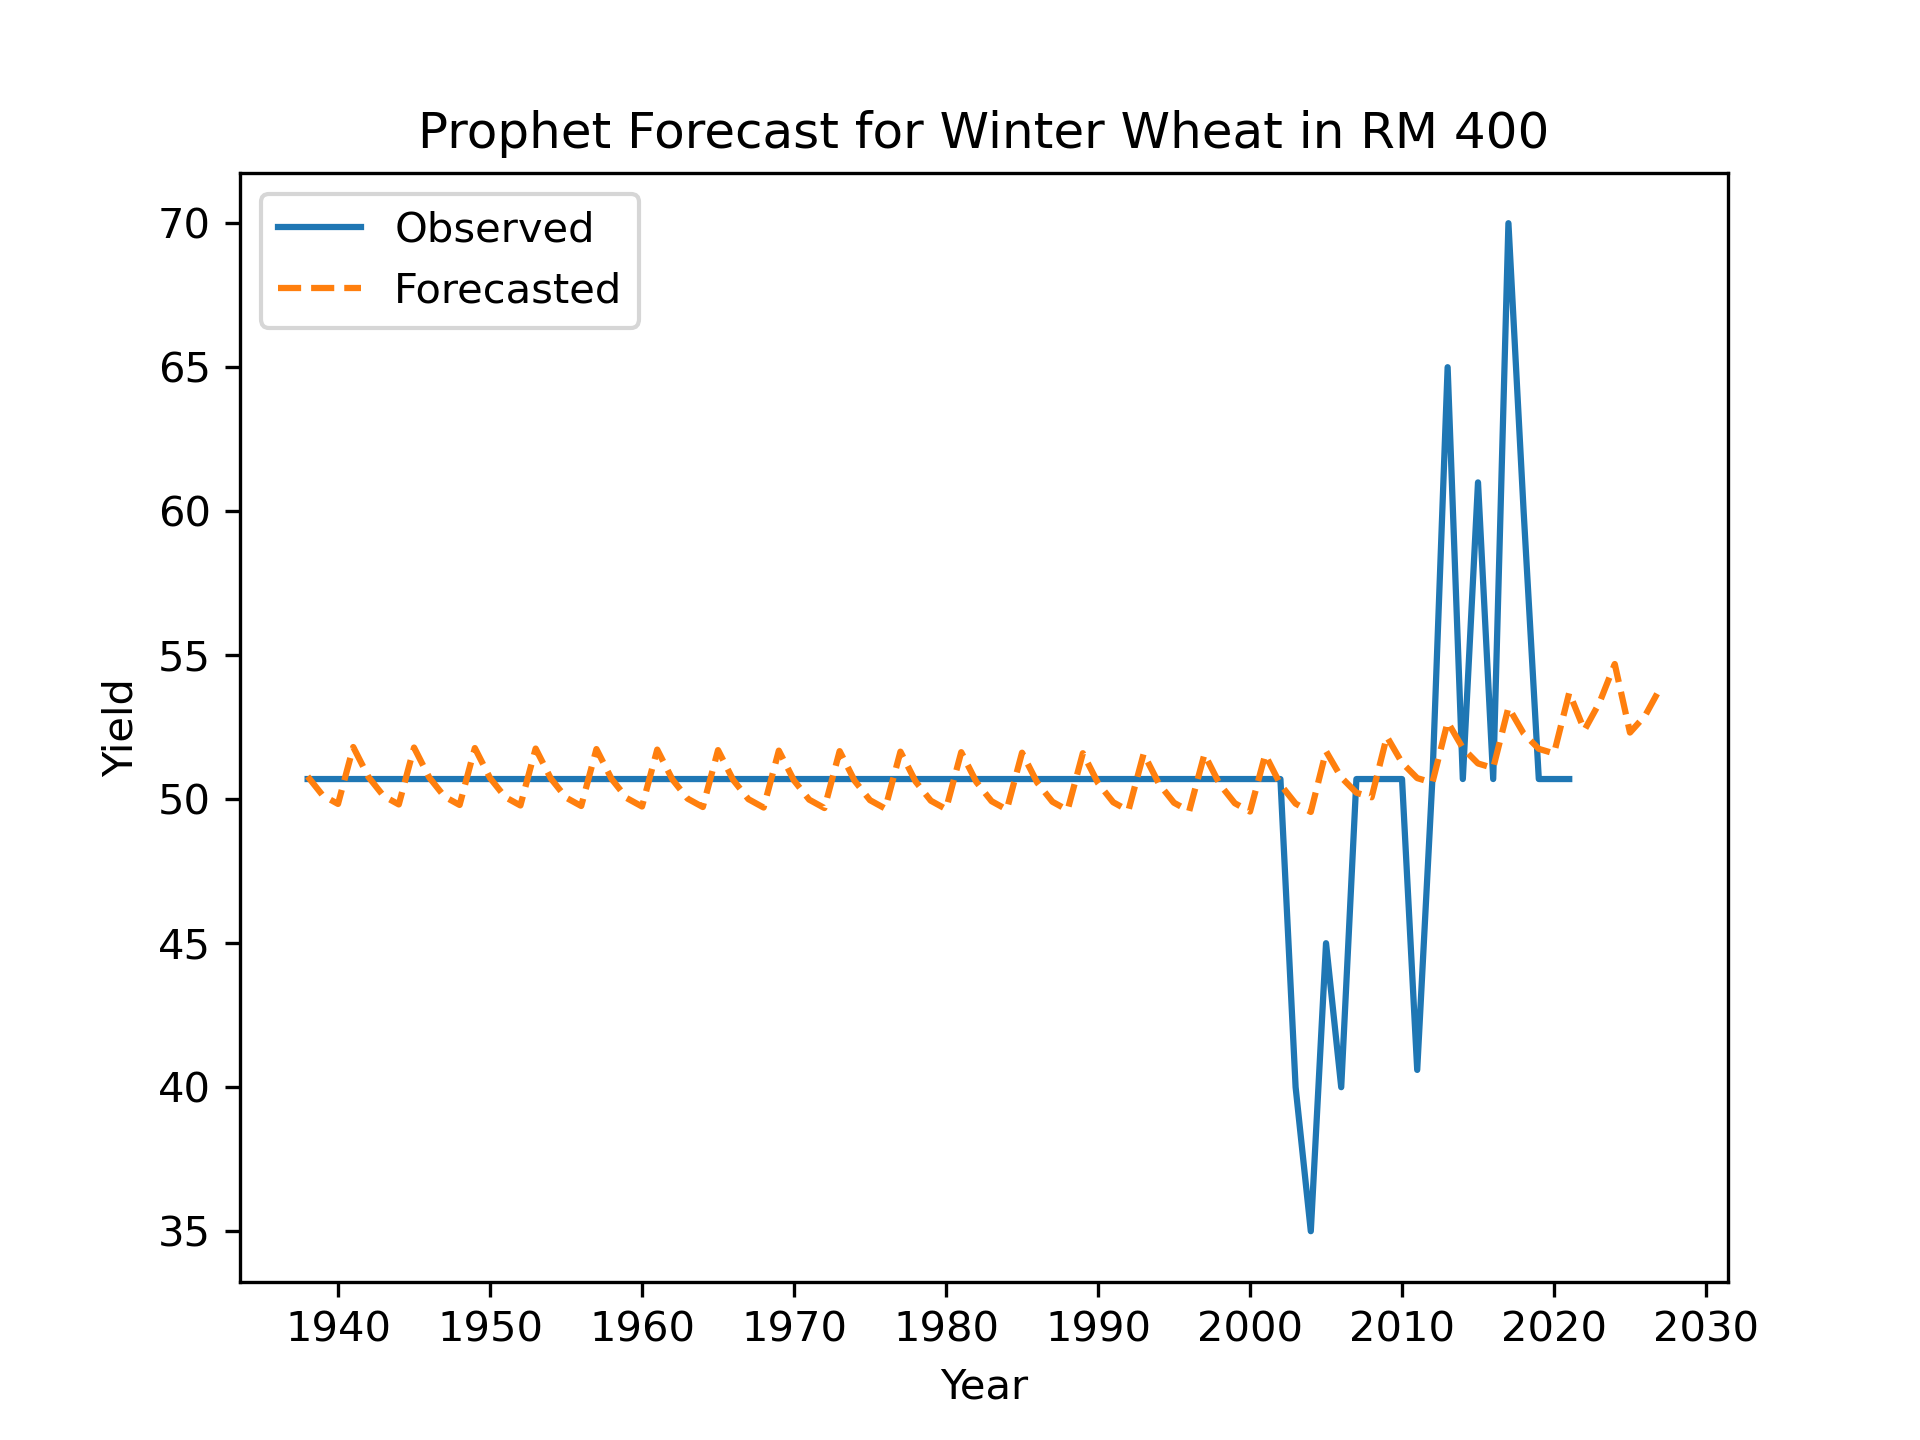 Prophet Forecast for Winter Wheat in RM 400
Observed
Forecasted
70
65
60
55
50
45
40
35
Yield
1940 1950 1960 1970 1980 1990 2000 2010 2020 2030
Year